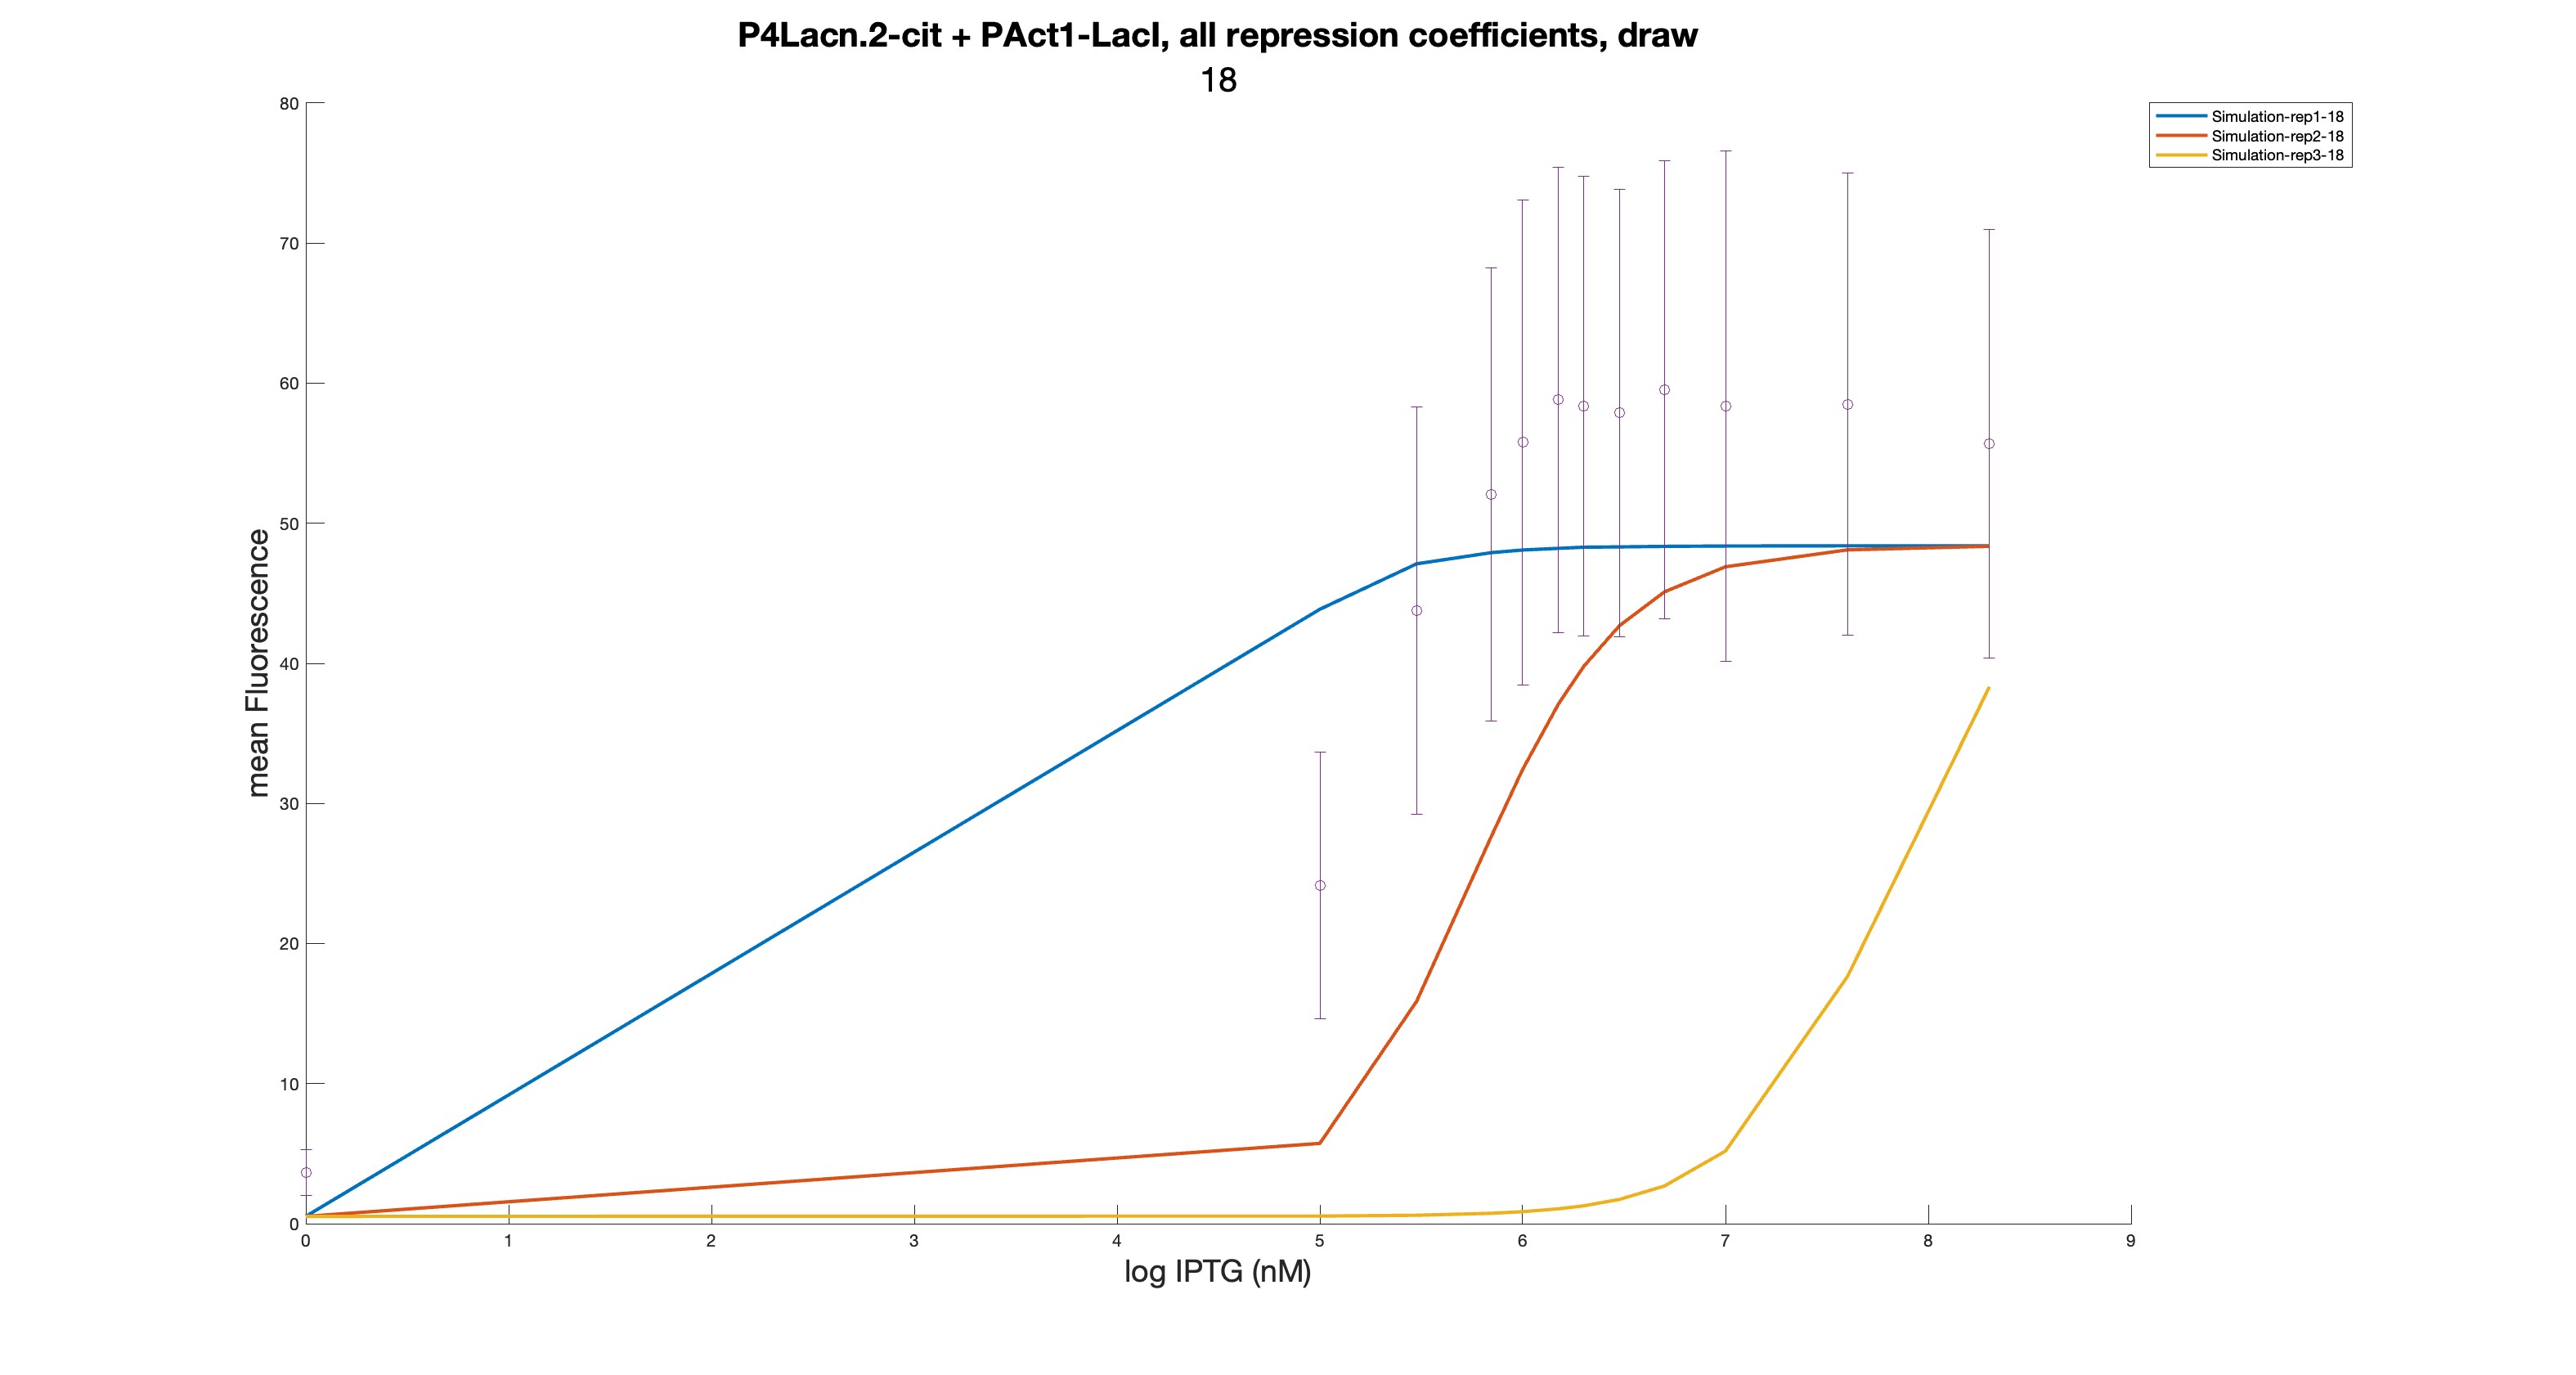 P4Lacn.2-cit + PAct1-LacI, all repression coefficients, draw
18
80
70
60
50
40
30
20
10
0
mean Fluorescence
0 1 2 3 4 5 6 7 8 9
log IPTG (nM)
Simulation-rep1-18
Simulation-rep2-18
Simulation-rep3-18